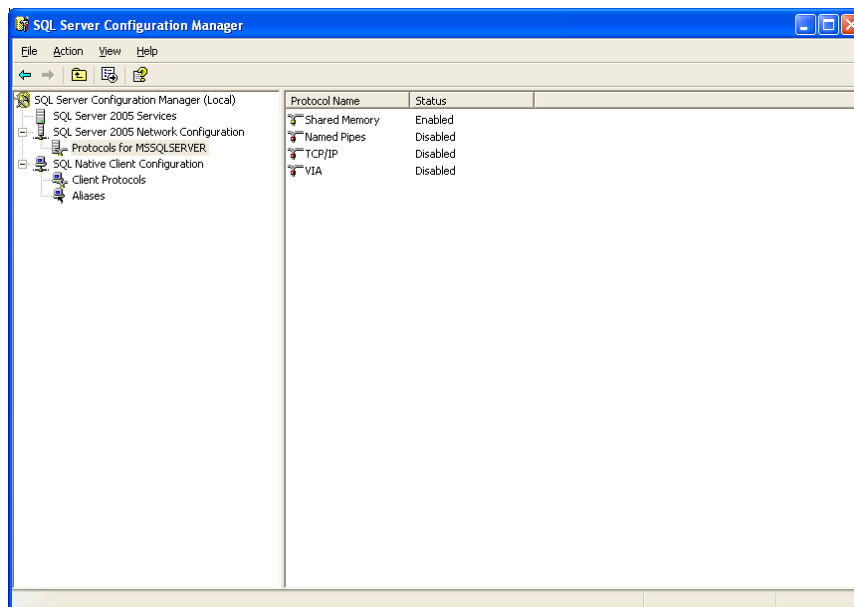 SQL Server Configuration Manager
File Action View Help
SQL Server Configuration Manager (Local)
SQL Server 2005 Services
SQL Server 2005 Network Configuration
Protocols for MSSQLSERVER
SQL Native Client Configuration
Client Protocols
Aliases
Protocol Name Status
Shared Memory Enabled
Named Pipes Disabled
TCP/IP Disabled
VIA Disabled